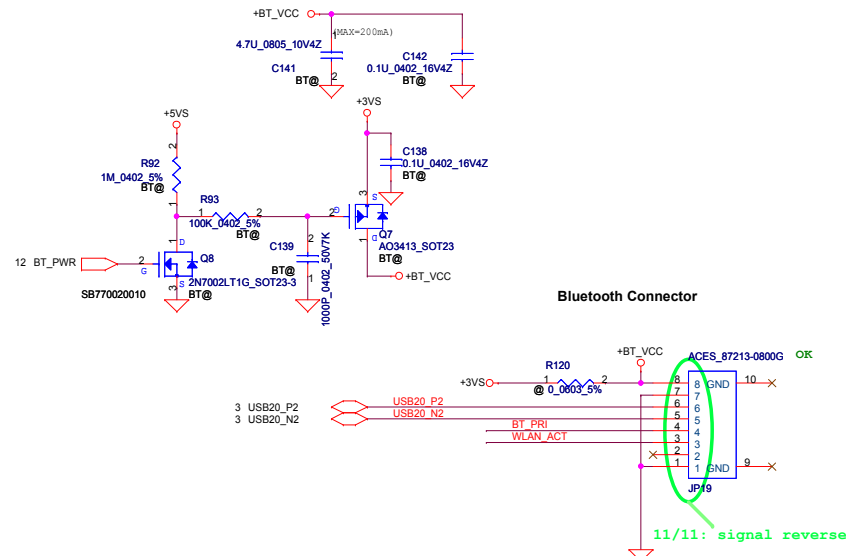 +BT_VCC
(MAX=200mA)
1
4.7U_0805_10V4Z
C141
2
BT@
C142
0.1U_0402_16V4Z
BT@
+5VS
+3VS
2
R92
1M_0402_5%
BT@
1
C138
0.1U_0402_16V4Z
BT@
R93
1 2
100K_0402_5%
BT@
3
S
2 G
Q7
D
AO3413_SOT23
1
BT@
+BT_VCC
C139
2
BT@
1
1000P_0402_50V7K
1
D
Q8
12 BT_PWR
2
G
S
3
2N7002LT1G_SOT23-3
BT@
SB770020010
Bluetooth Connector
+BT_VCC
ACES_87213-0800G OK
R120
+3VS
1 2
@ 0_0603_5%
8 8 GND 10
7 7
3 USB20_P2 USB20_P2 6 6
3 USB20_N2 USB20_N2 5 5
BT_PRI 4 4
WLAN_ACT 3 3
2 2
1 1 GND 9
JP19
11/11: signal reverse